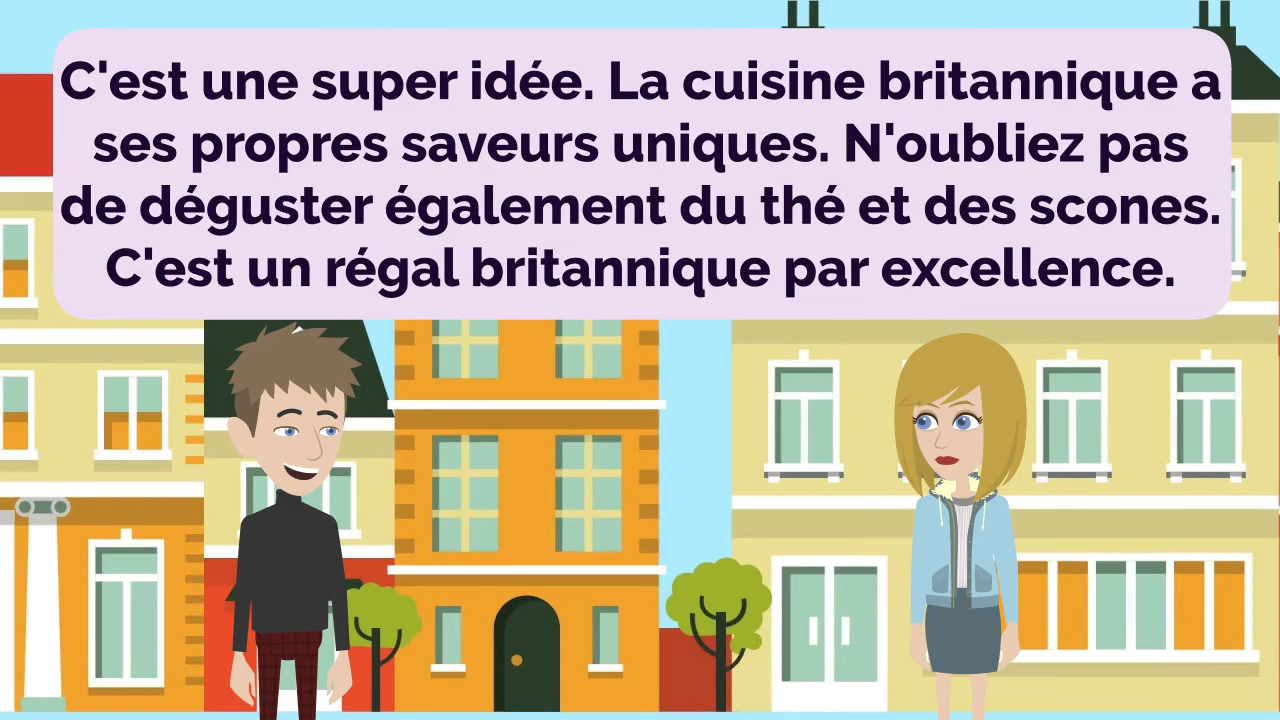 C'est une super idée. La cuisine britannique a
ses propres saveurs uniques. N'oubliez pas
de déguster également du thé et des scones.
C'est un régal britannique par excellence.